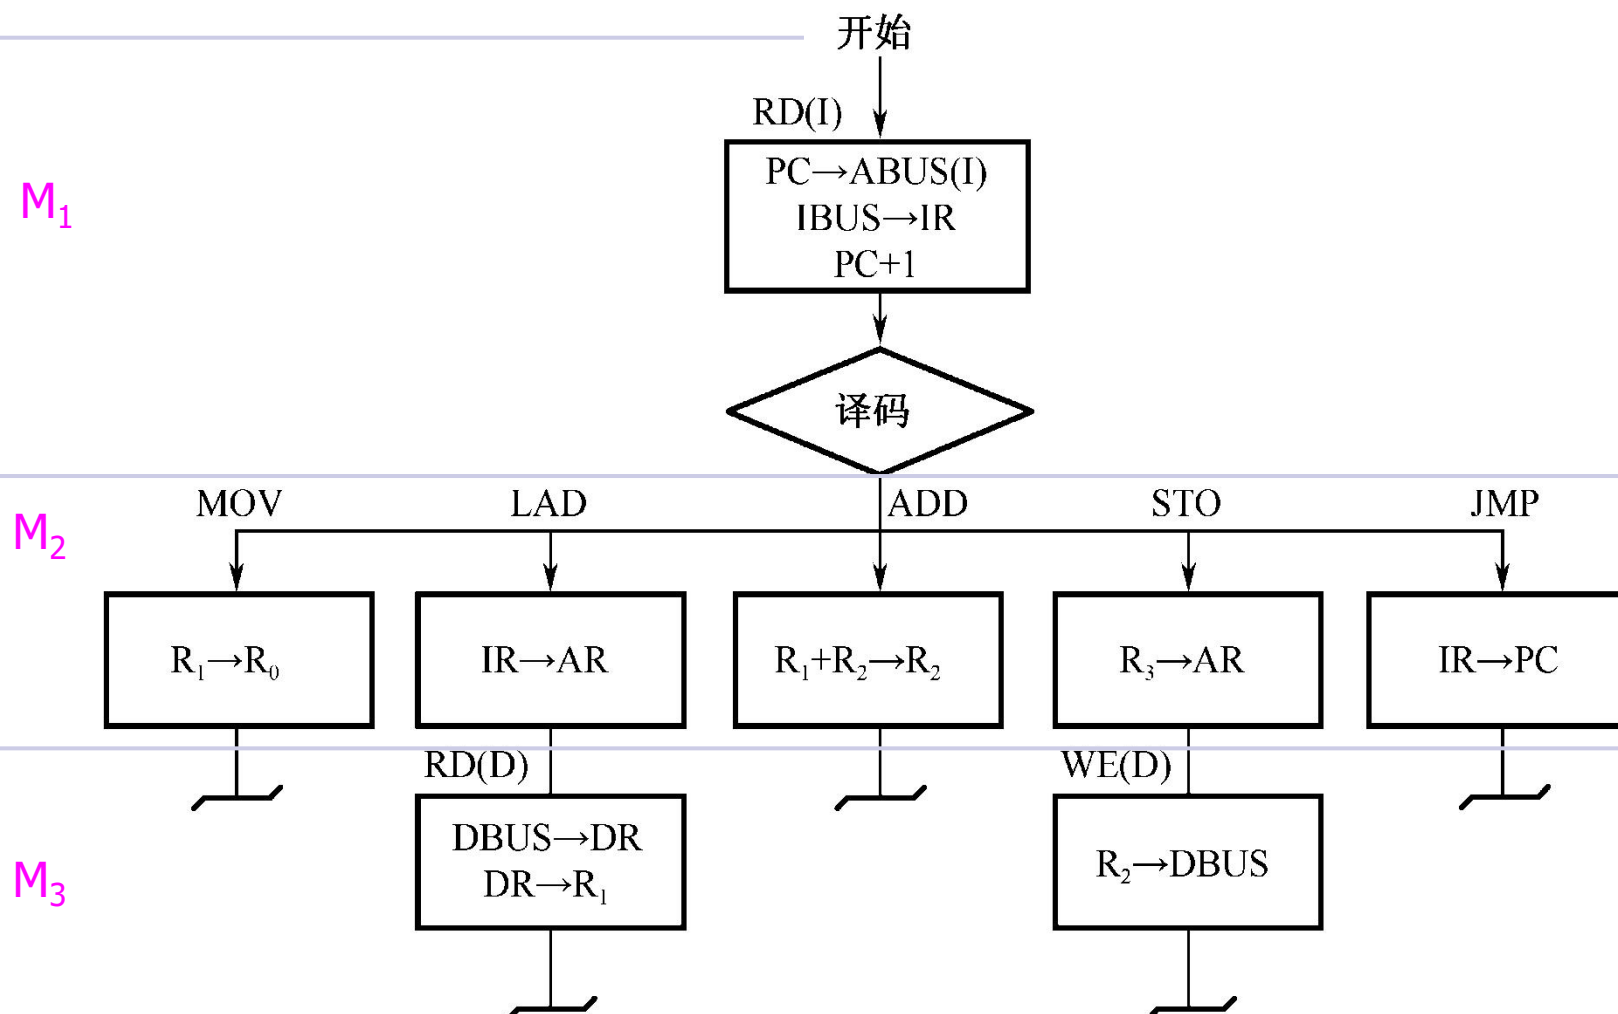 开始
RD(I)
M₁
PC→ABUS(I)
IBUS→IR
PC+1
译码
M₂
MOV
LAD
ADD
STO
JMP
R₁→R₀
IR→AR
R₁+R₂→R₂
R₃→AR
IR→PC
RD(D)
WE(D)
M₃
DBUS→DR
DR→R₁
R₂→DBUS